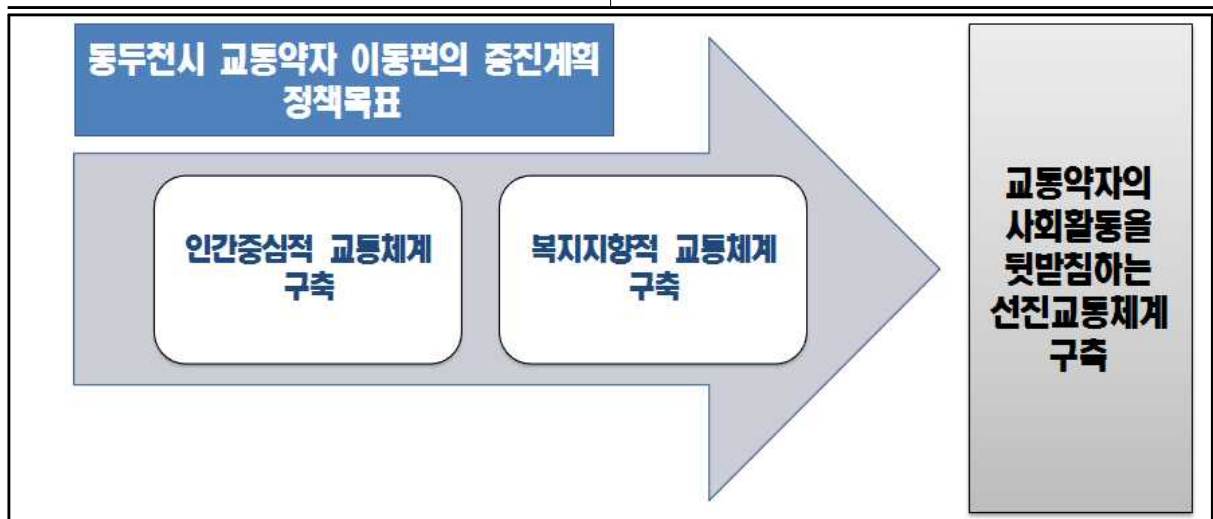 동두천시 교통약자 이동편의 증진계획
정책목표
인간중심적 교통체계
구축
복지지향적 교통체계
구축
교통약자의
사회활동을
뒷받침하는
선진교통체계
구축